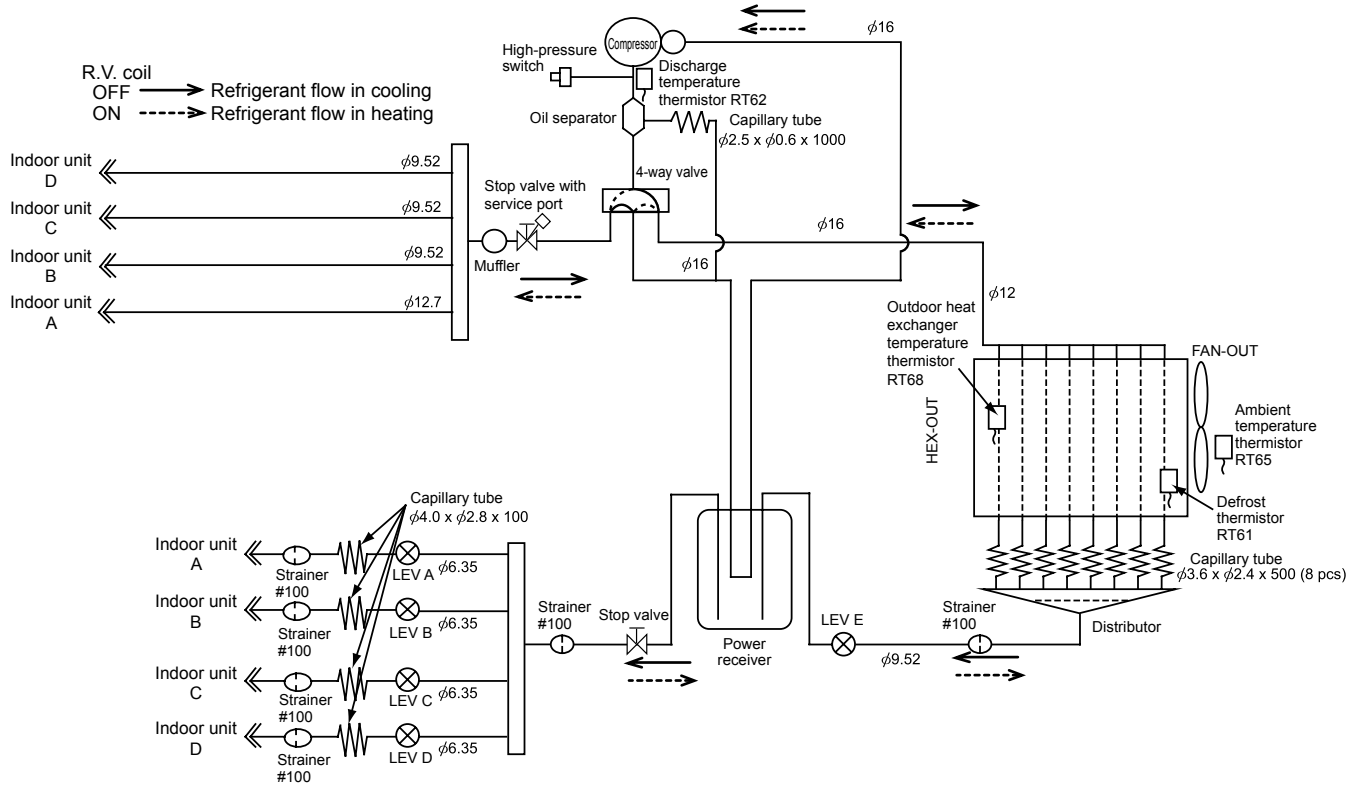 R.V. coil
OFF Refrigerant flow in cooling
ON Refrigerant flow in heating
Compressor
High-pressure
switch
Discharge
temperature
thermistor RT62
Oil separator
Capillary tube
ϕ2.5 x ϕ0.6 x 1000
ϕ16
4-way valve
Indoor unit
D
ϕ9.52
Indoor unit
C
ϕ9.52
Indoor unit
B
ϕ9.52
Indoor unit
A
ϕ12.7
Stop valve with
service port
Muffler
ϕ16
ϕ16
ϕ12
Outdoor heat
exchanger
temperature
thermistor
RT68
HEX-OUT
FAN-OUT
Ambient
temperature
thermistor
RT65
Defrost
thermistor
RT61
Capillary tube
ϕ3.6 x ϕ2.4 x 500 (8 pcs)
Distributor
Capillary tube
ϕ4.0 x ϕ2.8 x 100
Indoor unit
A
Strainer
#100
LEV A
ϕ6.35
Indoor unit
B
Strainer
#100
LEV B
ϕ6.35
Indoor unit
C
Strainer
#100
LEV C
ϕ6.35
Indoor unit
D
Strainer
#100
LEV D
ϕ6.35
Strainer
#100
Stop valve
Power
receiver
LEV E
ϕ9.52
Strainer
#100